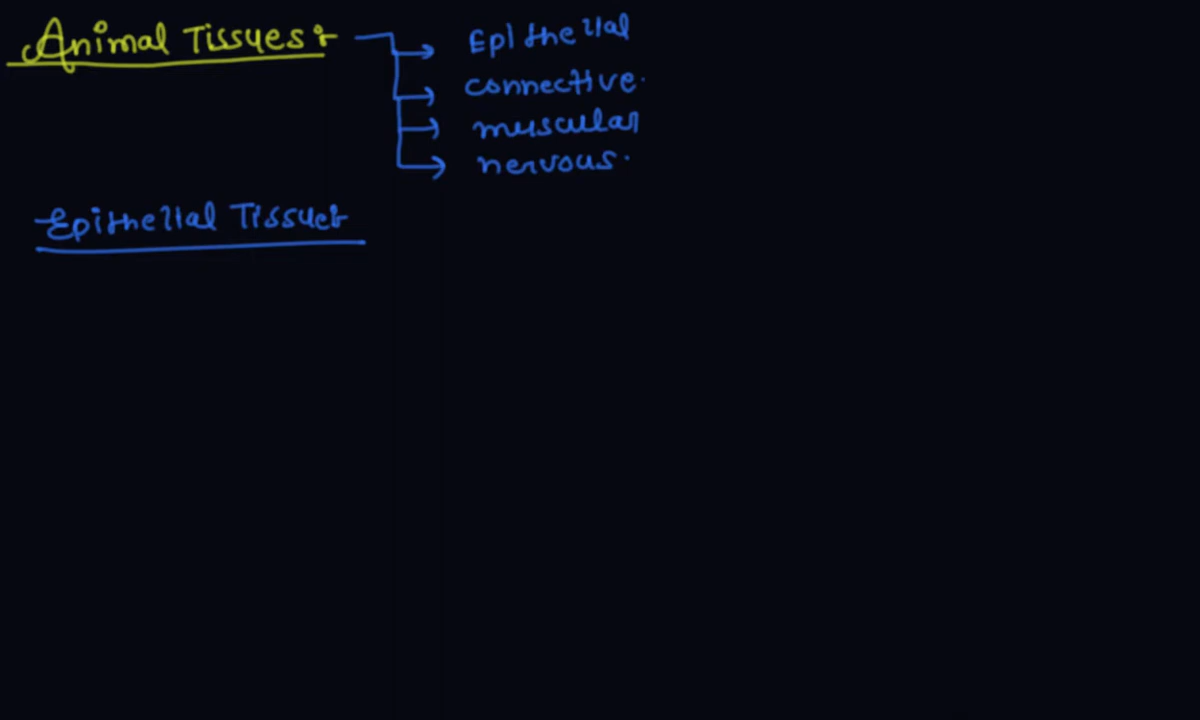 Animal Tissues:-
Epithelial
connective.
muscular
nervous.
Epithelial Tissue:-